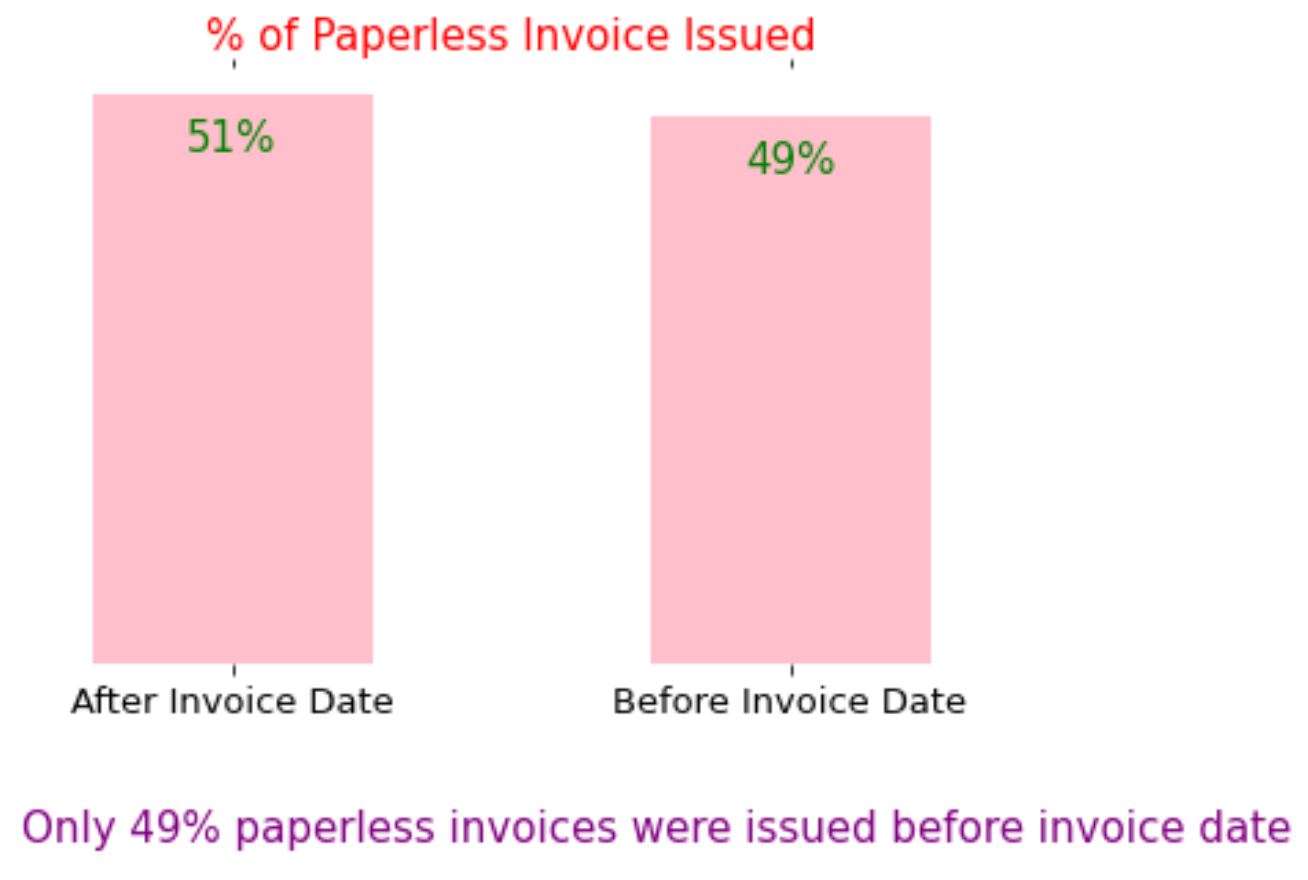 % of Paperless Invoice Issued
51%
49%
After Invoice Date
Before Invoice Date
Only 49% paperless invoices were issued before invoice date